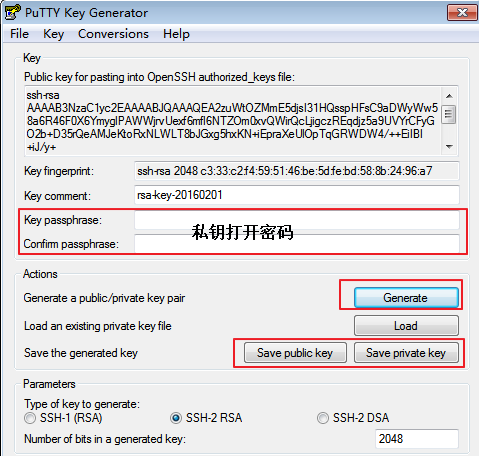 PuTTY Key Generator
File Key Conversions Help
Key
Public key for pasting into OpenSSH authorized_keys file:
ssh-rsa
AAAAB3NzaC1yc2EAAAABJQAAAQEA2zuWtOZMmE5djsI31HQsspHFsC9aDWyWw5
8a6R46F0X6YmygIPAWWjrvUexf6mfl6NTZOm0xvQWirQcLjigczREqdjz5a9UVYrCFyG
O2b+D35rQeAMJeKtoRxNLWLT8bJGxg5hxKN+iEpraXeUlOpTqGRWDW4/++EiIBI
+iJ/y+
Key fingerprint: ssh-rsa 2048 c3:33:c2:f4:59:51:46:be:5d:fe:bd:58:8b:24:96:a7
Key comment: rsa-key-20160201
Key passphrase:
私钥打开密码
Confirm passphrase:
Actions
Generate a public/private key pair Generate
Load an existing private key file Load
Save the generated key Save public key Save private key
Parameters
Type of key to generate:
SSH-1 (RSA) SSH-2 RSA SSH-2 DSA
Number of bits in a generated key: 2048